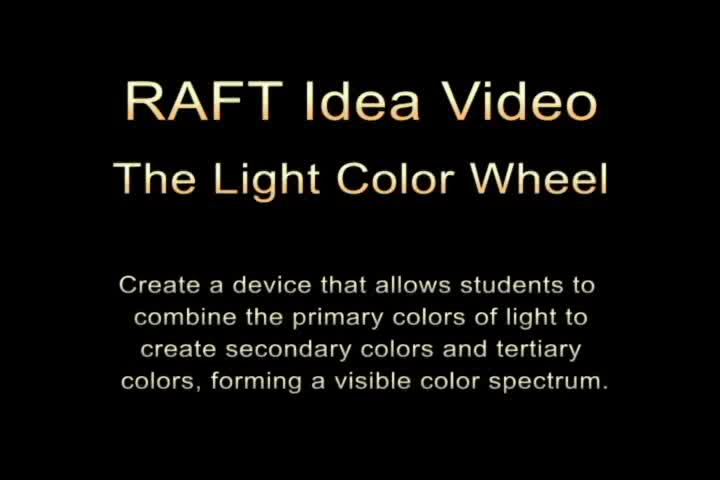 RAFT Idea Video
The Light Color Wheel
Create a device that allows students to
combine the primary colors of light to
create secondary colors and tertiary
colors, forming a visible color spectrum.